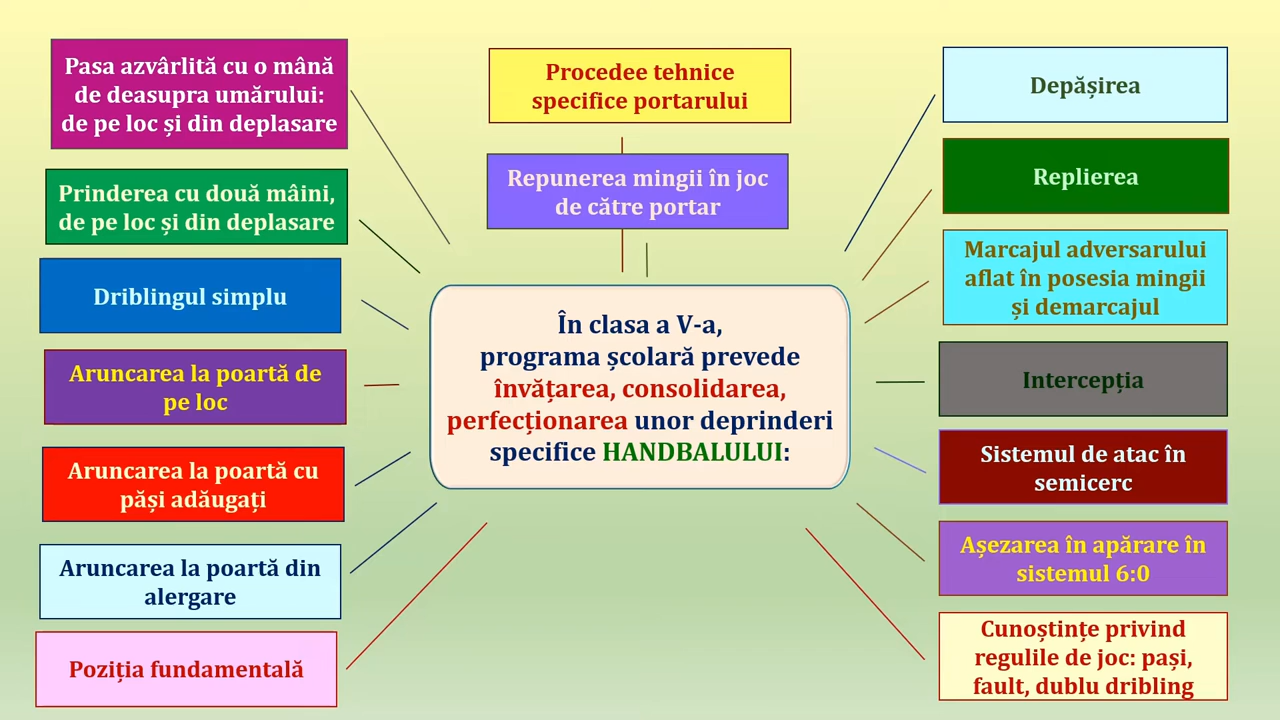 Pasa azvârlită cu o mână
de deasupra umărului:
de pe loc și din deplasare
Prinderea cu două mâini,
de pe loc și din deplasare
Driblingul simplu
Aruncarea la poartă de
pe loc
Aruncarea la poartă cu
păși adăugați
Aruncarea la poartă din
alergare
Poziția fundamentală
Procedee tehnice
specifice portarului
Repunerea mingii în joc
de către portar
În clasa a V-a,
programa școlară prevede
învățarea, consolidarea,
perfecționarea unor deprinderi
specifice HANDBALULUI:
Depășirea
Replierea
Marcajul adversarului
aflat în posesia mingii
și demarcajul
Intercepția
Sistemul de atac în
semicerc
Așezarea în apărare în
sistemul 6:0
Cunoștințe privind
regulile de joc: pași,
fault, dublu dribling